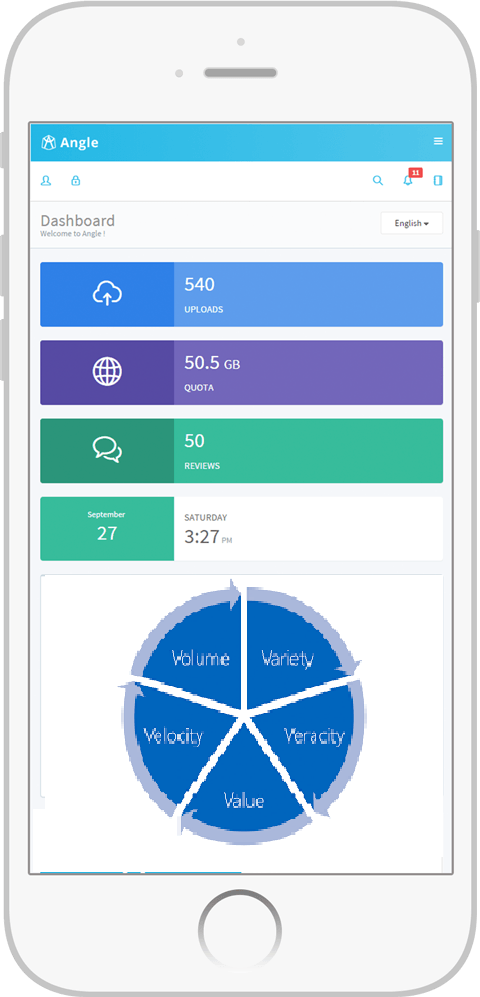 Angle
11
Dashboard
Welcome to Angle !
English
540
UPLOADS
50.5 GB
QUOTA
50
REVIEWS
September
27
SATURDAY
3:27 PM
Volume
Variety
Velocity
Veracity
Value